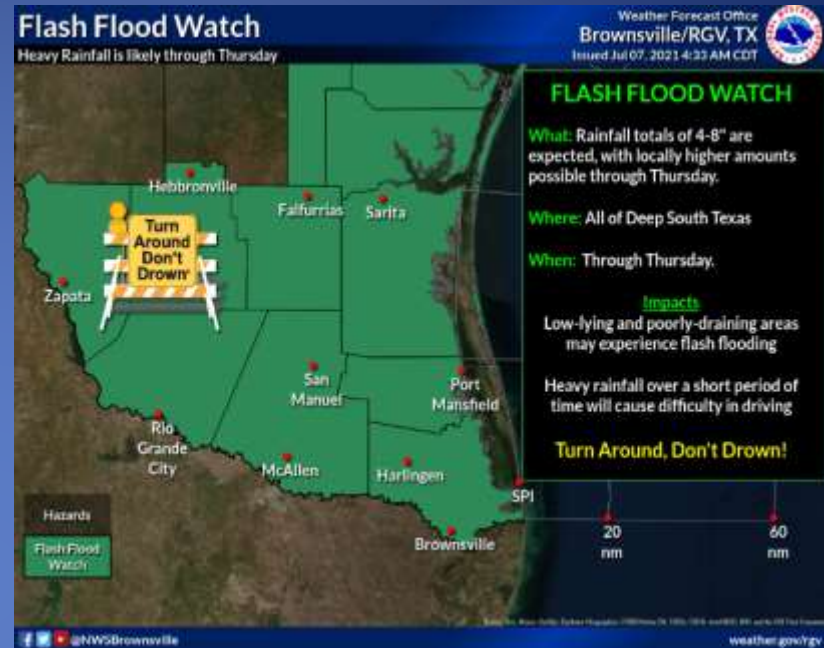 Flash Flood Watch
Heavy Rainfall is likely through Thursday
Weather Forecast Office
Brownsville/RGV, TX
Issued Jul 07, 2021 4:33 AM CDT
FLASH FLOOD WATCH
What: Rainfall totals of 4-8" are
expected, with locally higher amounts
possible through Thursday.
Where: All of Deep South Texas
When: Through Thursday.
Impacts
Low-lying and poorly-draining areas
may experience flash flooding
Heavy rainfall over a short period of
time will cause difficulty in driving
Turn Around, Don't Drown!
Hebbronville
Falfurrias
Sarita
Turn
Around
Don't
Drown
Zapata
San
Manuel
Port
Mansfield
Rio
Grande
City
McAllen
Harlingen
SPI
Brownsville
20
nm
60
nm
Hazards
Flash Flood
Watch
@NWSBrownsville
weather.gov/rgv